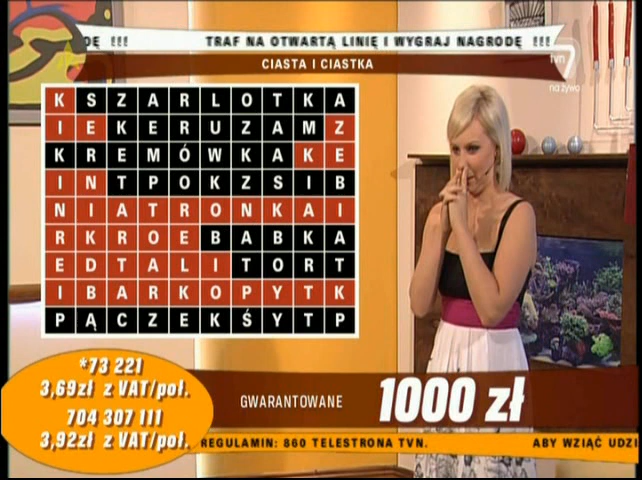 DĘ !!! TRAF NA OTWARTĄ LINIĘ I WYGRAJ NAGRODĘ !!!
CIASTA I CIASTKA
tvn
na żywo
K S Z A R L O T K A
I E K E R U Z A M Z
K R E M Ó W K A K E
I N T P O K Z S I B
N I A T R O N K A I
R K R O E B A B K A
E D T A L I T O R T
I B A R K O P Y T K
P Ą C Z E K Ś Y T P
*73 221
3,69zł z VAT/poł.
704 307 111
3,92zł z VAT/poł.
GWARANTOWANE 1000 zł
REGULAMIN: 860 TELESTRONA TVN. ABY WZIĄĆ UDZI